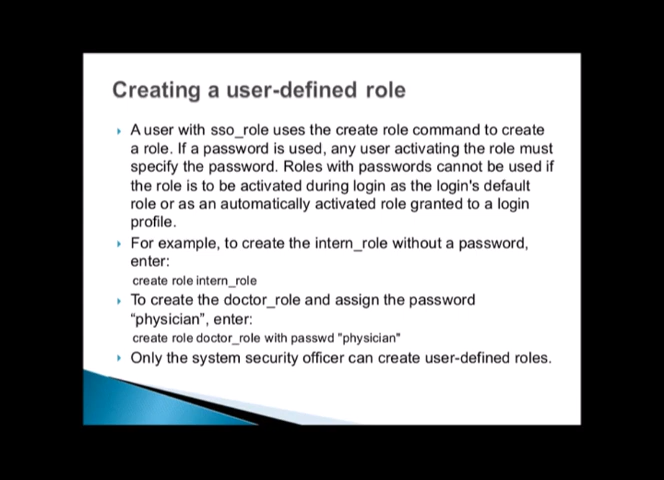 Creating a user-defined role
A user with sso_role uses the create role command to create
a role. If a password is used, any user activating the role must
specify the password. Roles with passwords cannot be used if
the role is to be activated during login as the login's default
role or as an automatically activated role granted to a login
profile.
For example, to create the intern_role without a password,
enter:
create role intern_role
To create the doctor_role and assign the password
“physician”, enter:
create role doctor_role with passwd "physician"
Only the system security officer can create user-defined roles.